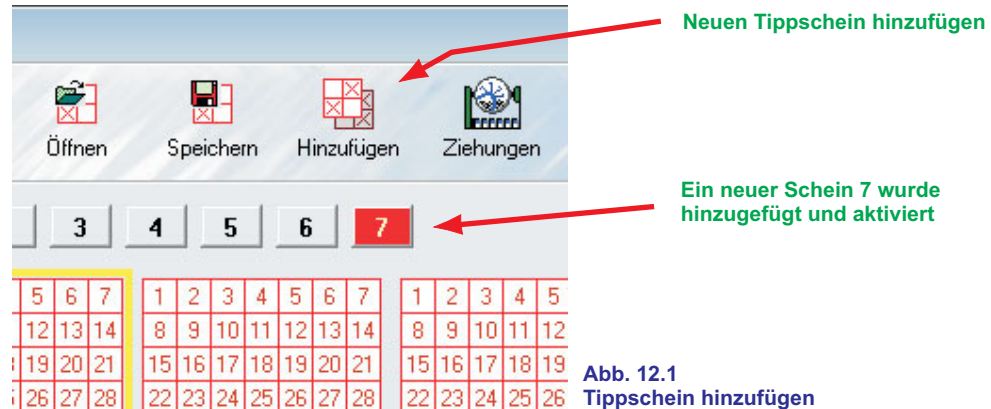 Neuen Tippschein hinzufügen
Öffnen Speichern Hinzufügen Ziehungen
Ein neuer Schein 7 wurde
hinzugefügt und aktiviert
3 4 5 6 7
5 6 7 1 2 3 4 5 6 7 1 2 3 4 5
12 13 14 8 9 10 11 12 13 14 8 9 10 11 12
19 20 21 15 16 17 18 19 20 21 15 16 17 18 19
26 27 28 22 23 24 25 26 27 28 22 23 24 25 26
Abb. 12.1
Tippschein hinzufügen